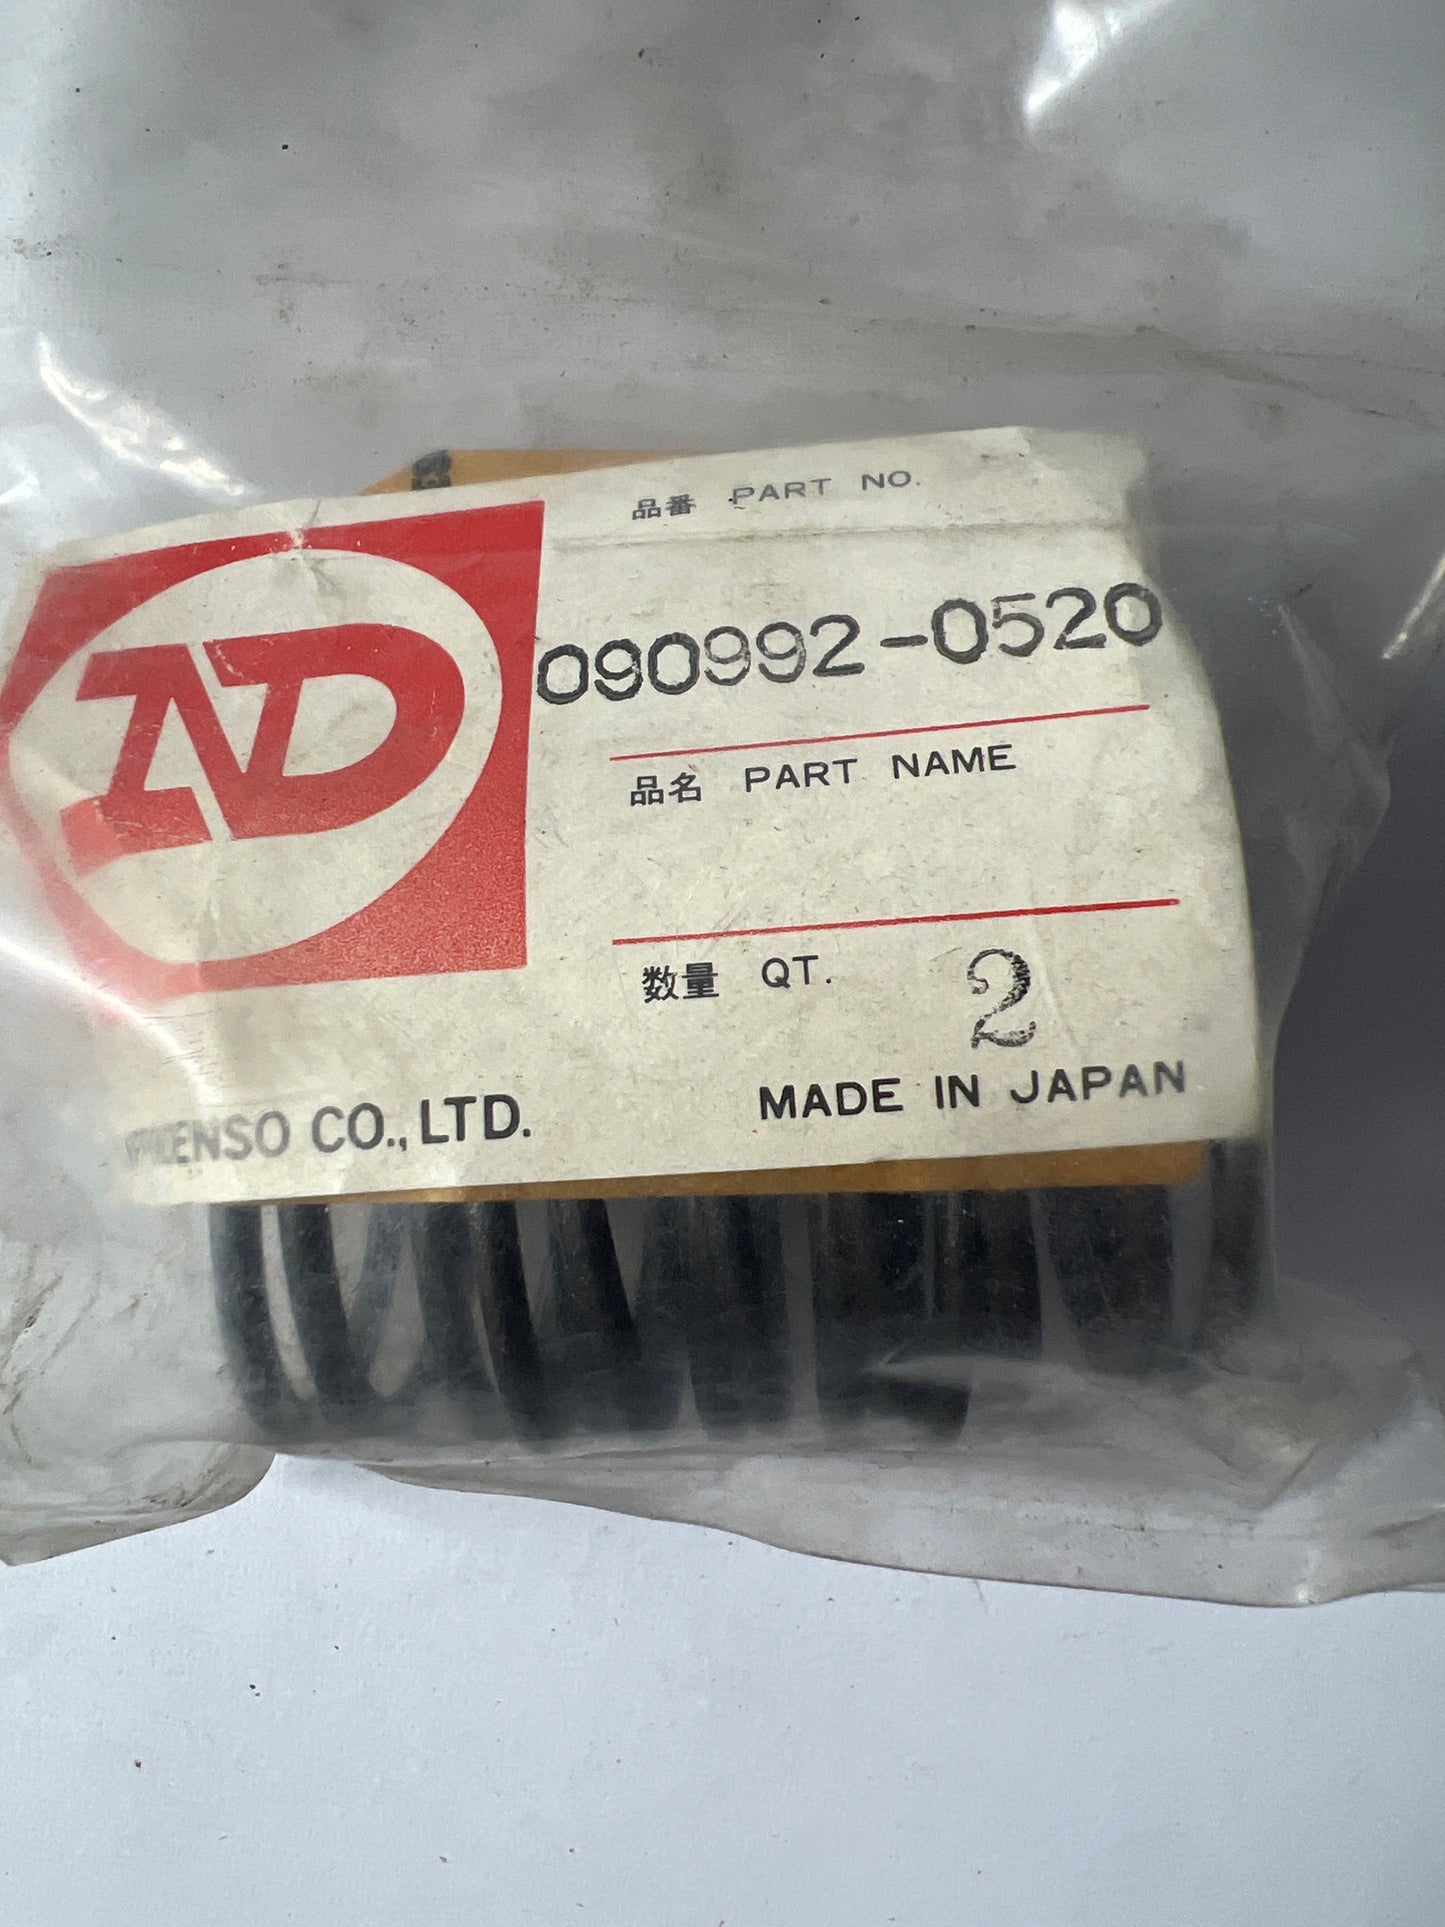 品番 PART NO.
ND
090992-0520
品名 PART NAME
数量 QT. 2
MADE IN JAPAN
CO., LTD.